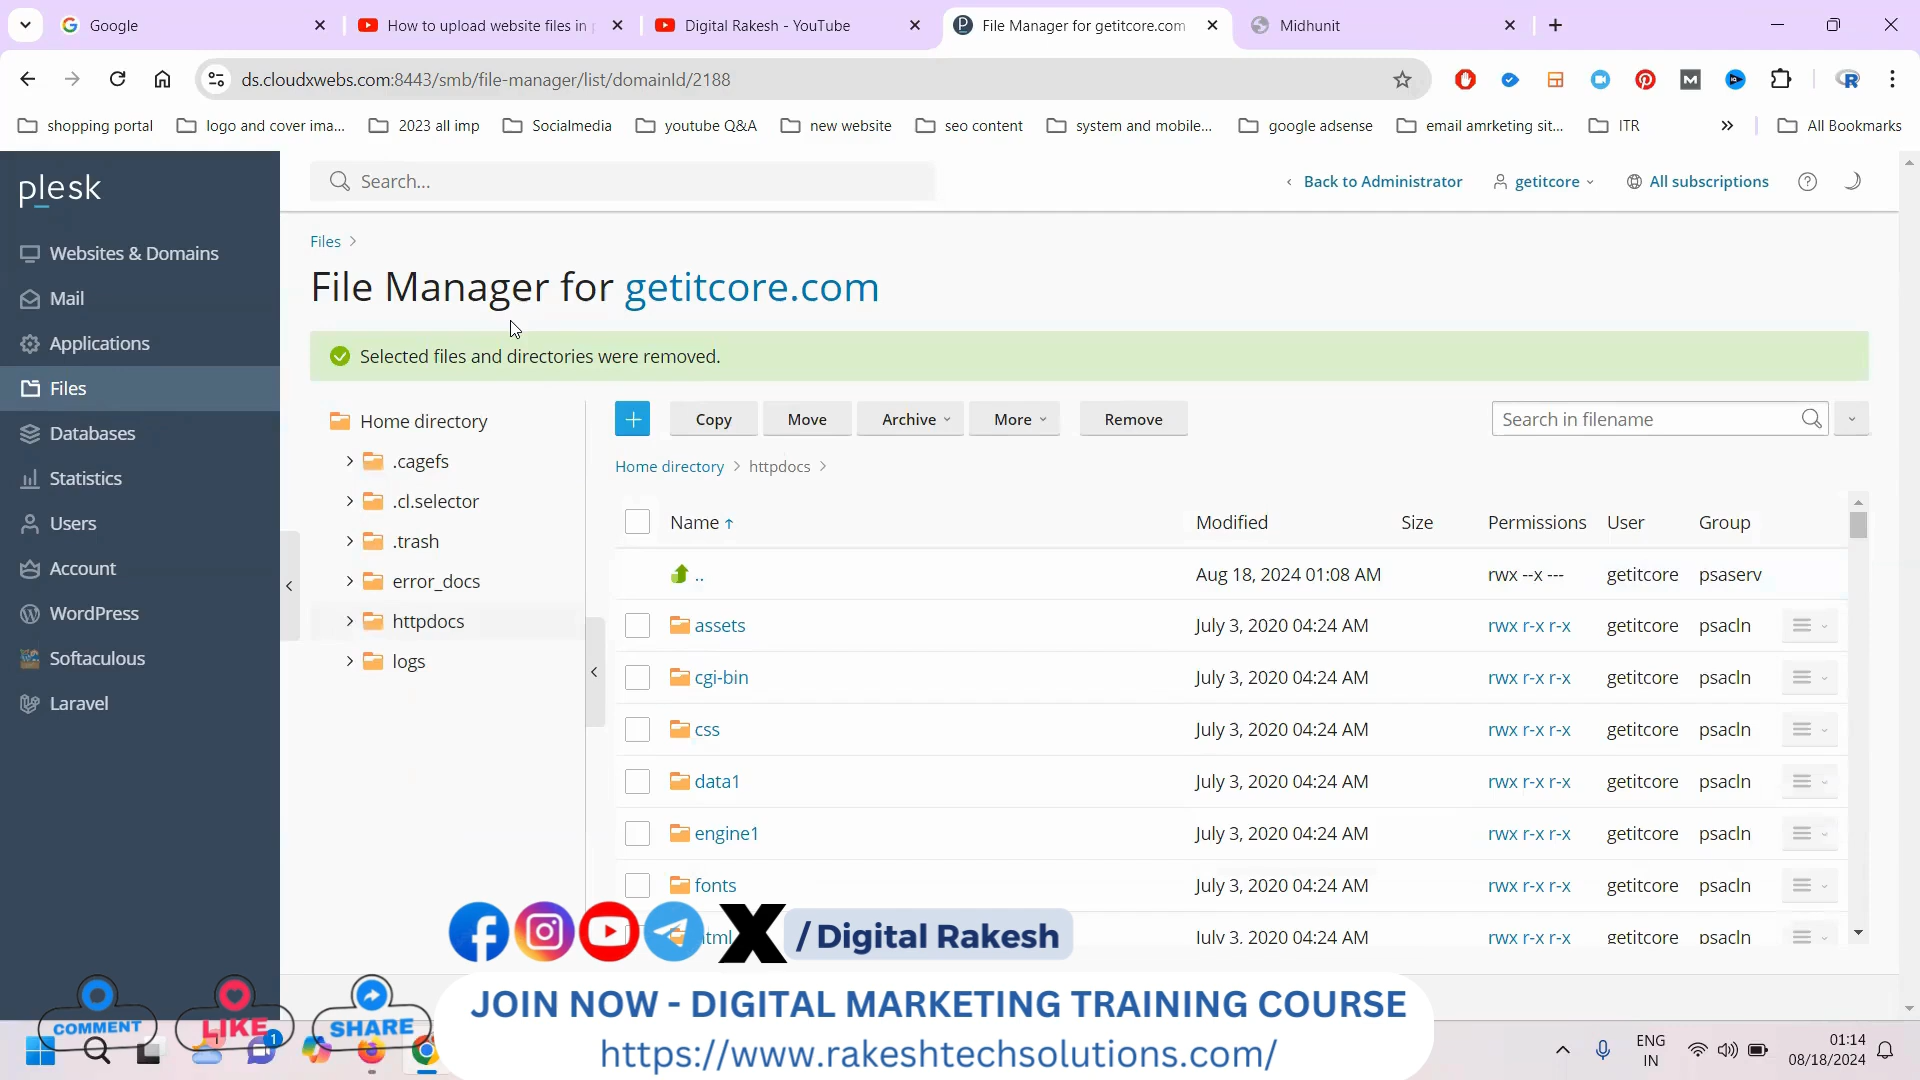 Google
How to upload website files in p
Digital Rakesh - YouTube
File Manager for getitcore.com
Midhunit
ds.cloudxwebs.com:8443/smb/file-manager/list/domainId/2188
shopping portal
logo and cover ima...
2023 all imp
Socialmedia
youtube Q&A
new website
seo content
system and mobile...
google adsense
email amrketing sit...
ITR
All Bookmarks
plesk
Search...
Back to Administrator
getitcore
All subscriptions
Websites & Domains
Mail
Applications
Files
Databases
Statistics
Users
Account
WordPress
Softaculous
Laravel
Files
File Manager for getitcore.com
Selected files and directories were removed.
Home directory
.cagefs
.cl.selector
.trash
error_docs
httpdocs
logs
Copy
Move
Archive
More
Remove
Search in filename
Home directory > httpdocs >
Name Modified Size Permissions User Group
.. Aug 18, 2024 01:08 AM rwx --x --- getitcore psaserv
assets July 3, 2020 04:24 AM rwx r-x r-x getitcore psacln
cgi-bin July 3, 2020 04:24 AM rwx r-x r-x getitcore psacln
css July 3, 2020 04:24 AM rwx r-x r-x getitcore psacln
data1 July 3, 2020 04:24 AM rwx r-x r-x getitcore psacln
engine1 July 3, 2020 04:24 AM rwx r-x r-x getitcore psacln
fonts July 3, 2020 04:24 AM rwx r-x r-x getitcore psacln
July 3, 2020 04:24 AM rwx r-x r-x getitcore psacln
/ Digital Rakesh
COMMENT
LIKE
SHARE
JOIN NOW - DIGITAL MARKETING TRAINING COURSE
https://www.rakeshtechsolutions.com/
1
ENG
IN
01:14
08/18/2024